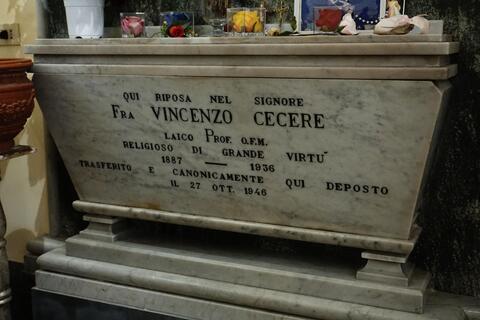 QUI RIPOSA NEL SIGNORE
FRA VINCENZO CECERE
LAICO PROF. O.F.M.
RELIGIOSO DI GRANDE VIRTU'
1887 — 1936
TRASFERITO E CANONICAMENTE QUI DEPOSTO
IL 27 OTT. 1946